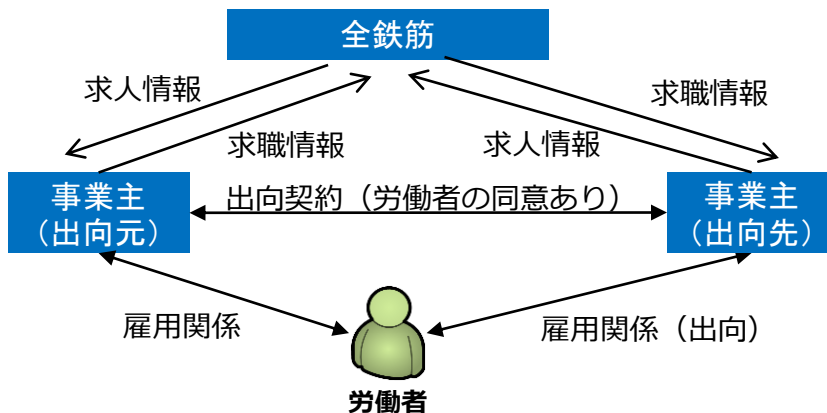 全鉄筋
求人情報
求職情報
求職情報
求人情報
事業主
（出向元）
出向契約（労働者の同意あり）
事業主
（出向先）
雇用関係
雇用関係（出向）
労働者